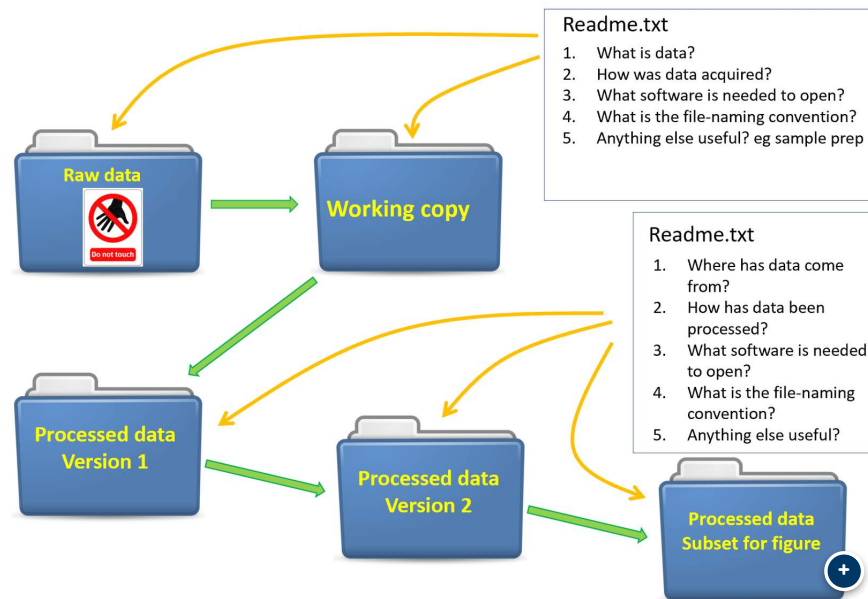 Readme.txt
1. What is data?
2. How was data acquired?
3. What software is needed to open?
4. What is the file-naming convention?
5. Anything else useful? eg sample prep
Raw data
Do not touch
Working copy
Readme.txt
1. Where has data come
from?
2. How has data been
processed?
3. What software is needed
to open?
4. What is the file-naming
convention?
5. Anything else useful?
Processed data
Version 1
Processed data
Version 2
Processed data
Subset for figure
+